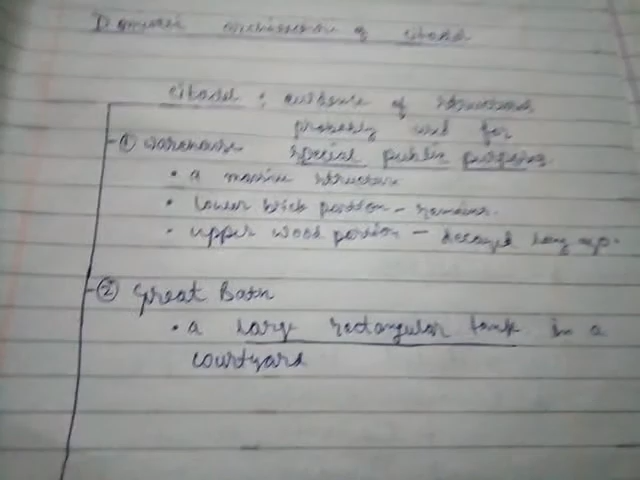 Domestic architecture of citadel
citadel : evidence of structures
probably used for
① warehouse special public purpose
• a massive structure
• lower brick portion - remains.
• upper wood portion - decayed long ago.
② Great Bath
• a large rectangular tank in a
courtyard